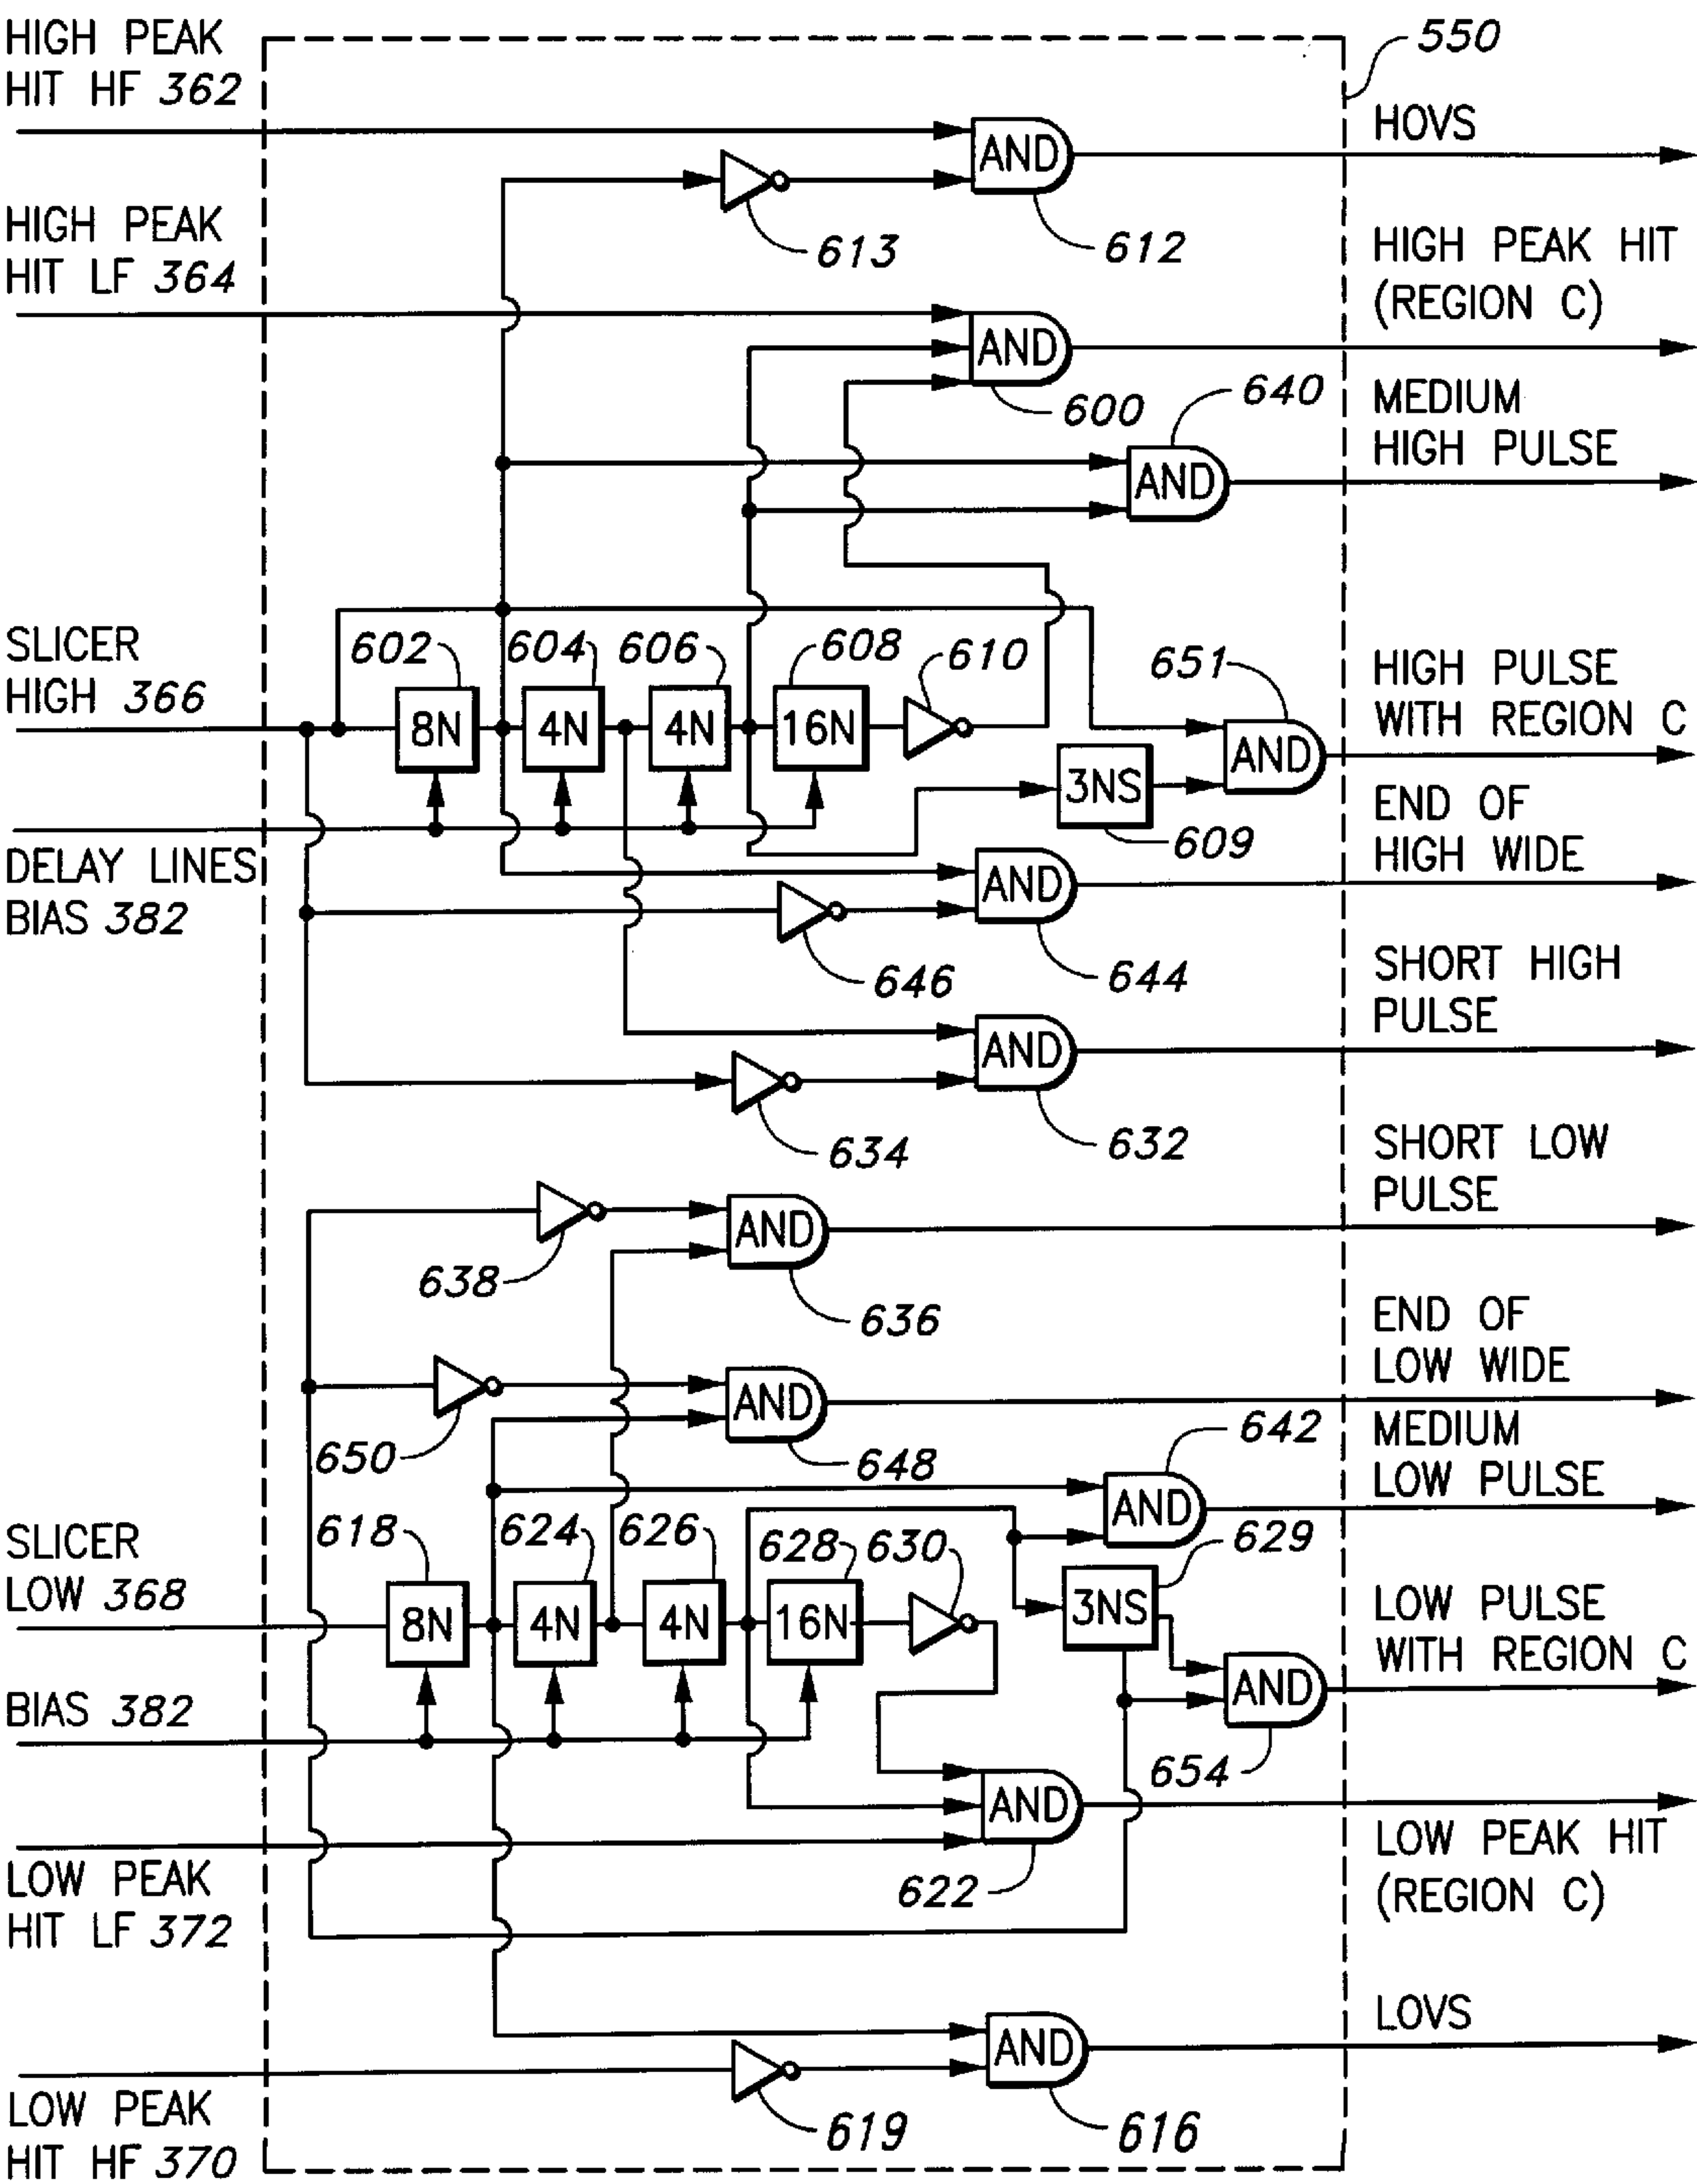 HIGH PEAK
HIT HF 362
550
HOVS
AND
613
612
HIGH PEAK
HIT LF 364
HIGH PEAK HIT
(REGION C)
AND
600
640
MEDIUM
HIGH PULSE
AND
SLICER
HIGH 366
602
604
606
608
610
651
HIGH PULSE
WITH REGION C
8N
4N
4N
16N
AND
3NS
609
DELAY LINES
BIAS 382
END OF
HIGH WIDE
AND
646
644
SHORT HIGH
PULSE
AND
634
632
SHORT LOW
PULSE
AND
638
636
END OF
LOW WIDE
AND
650
648
642
MEDIUM
LOW PULSE
AND
SLICER
LOW 368
618
624
626
628
630
629
8N
4N
4N
16N
3NS
LOW PULSE
WITH REGION C
AND
654
BIAS 382
AND
622
LOW PEAK
HIT LF 372
LOW PEAK HIT
(REGION C)
LOVS
AND
619
616
LOW PEAK
HIT HF 370